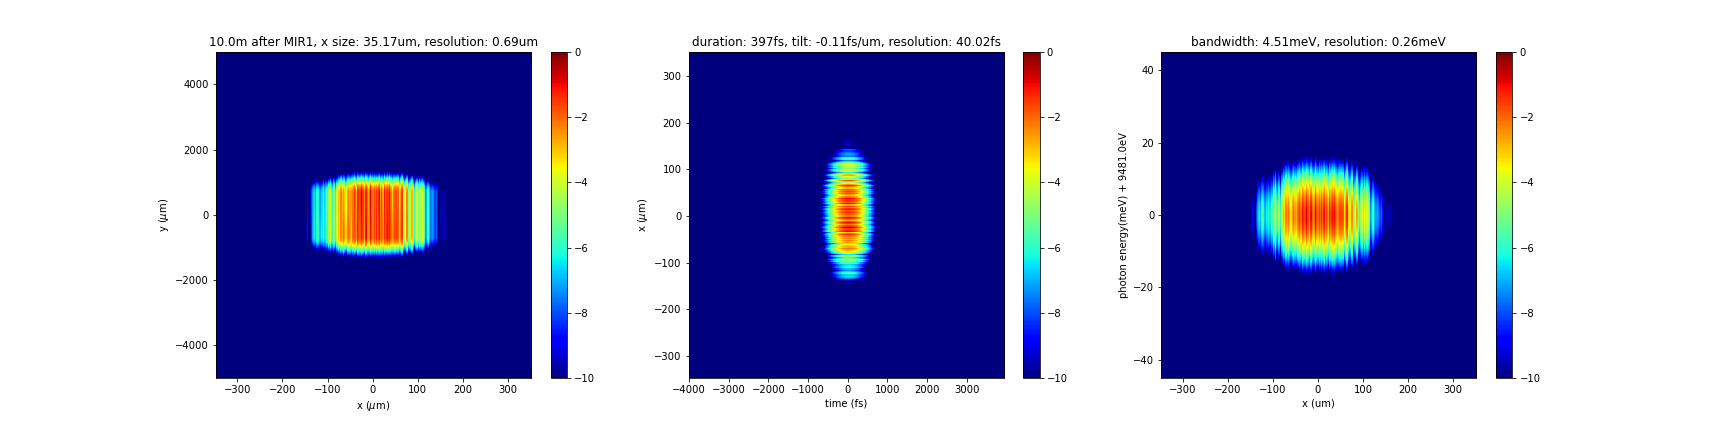 10.0m after MIR1, x size: 35.17um, resolution: 0.69um
4000
2000
0
−2000
−4000
y (μm)
−300 −200 −100 0 100 200 300
x (μm)
0
−2
−4
−6
−8
−10
duration: 397fs, tilt: -0.11fs/um, resolution: 40.02fs
300
200
100
0
−100
−200
−300
x (μm)
−4000 −3000 −2000 −1000 0 1000 2000 3000
time (fs)
0
−2
−4
−6
−8
−10
bandwidth: 4.51meV, resolution: 0.26meV
40
20
0
−20
−40
photon energy(meV) + 9481.0eV
−300 −200 −100 0 100 200 300
x (um)
0
−2
−4
−6
−8
−10